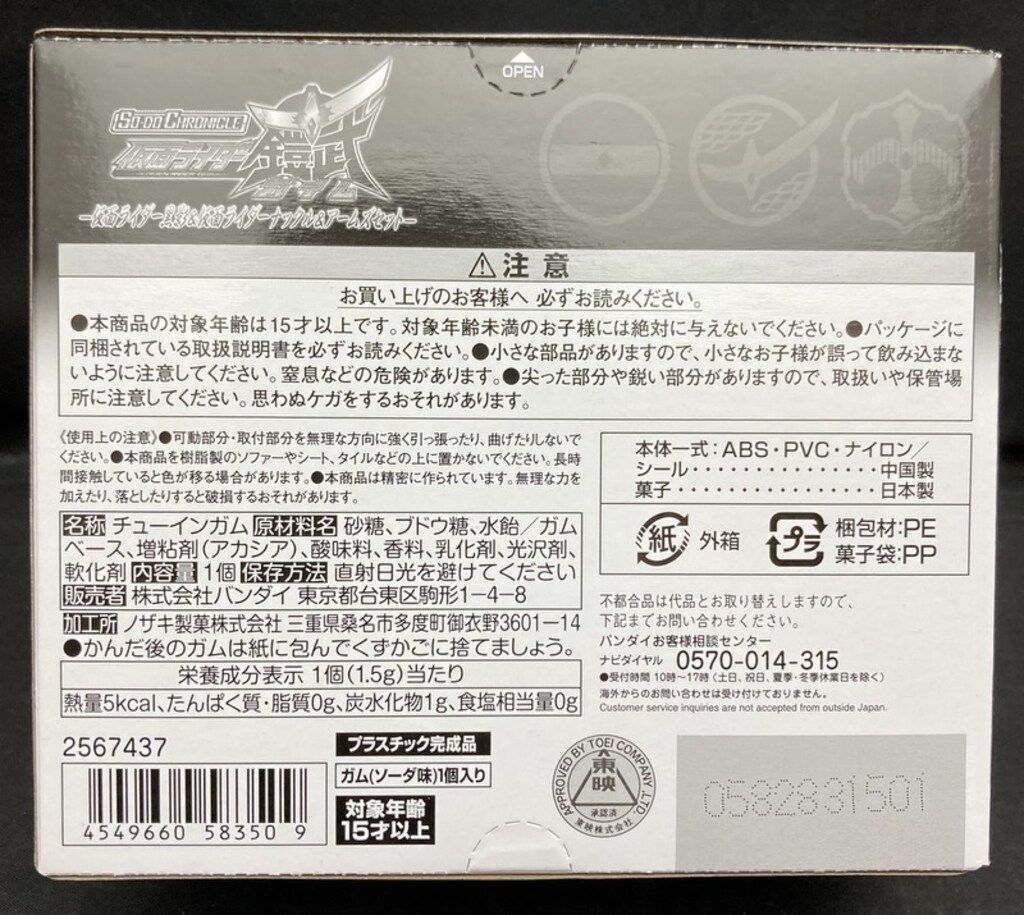 OPEN
SO-DO CHRONICLE
仮面ライダー
鎧武
ガイム
−仮面ライダー黒影&仮面ライダーナックル&アームズセット−
⚠注意
お買い上げのお客様へ 必ずお読みください。
●本商品の対象年齢は15才以上です。対象年齢未満のお子様には絶対に与えないでください。●パッケージに
同梱されている取扱説明書を必ずお読みください。●小さな部品がありますので、小さなお子様が誤って飲み込まな
いように注意してください。窒息などの危険があります。●尖った部分や鋭い部分がありますので、取扱いや保管場
所に注意してください。思わぬケガをするおそれがあります。
《使用上の注意》●可動部分・取付部分を無理な方向に強く引っ張ったり、曲げたりしないで
ください。●本商品を樹脂製のソファーやシート、タイルなどの上に置かないでください。長時
間接触していると色が移る場合があります。●本商品は精密に作られています。無理な力を
加えたり、落としたりすると破損するおそれがあります。
名称 チューインガム 原材料名 砂糖、ブドウ糖、水飴／ガム
ベース、増粘剤(アカシア)、酸味料、香料、乳化剤、光沢剤、
軟化剤 内容量 1個 保存方法 直射日光を避けてください
販売者 株式会社バンダイ 東京都台東区駒形1-4-8
加工所 ノザキ製菓株式会社 三重県桑名市多度町御衣野3601-14
●かんだ後のガムは紙に包んでくずかごに捨てましょう。
栄養成分表示 1個(1.5g)当たり
熱量5kcal、たんぱく質・脂質0g、炭水化物1g、食塩相当量0g
本体一式：ABS・PVC・ナイロン／
シール・・・・・・・・・・・・・・・中国製
菓子・・・・・・・・・・・・・・・・日本製
紙 外箱
プラ 梱包材:PE
菓子袋:PP
不都合品は代品とお取り替えしますので、
下記までお問い合わせください。
バンダイお客様相談センター
ナビダイヤル 0570-014-315
●受付時間 10時〜17時(土日、祝日、夏季・冬季休業日を除く)
海外からのお問い合わせは受け付けておりません。
Customer service inquiries are not accepted from outside Japan.
2567437
4549660 58350 9
プラスチック完成品
ガム(ソーダ味)1個入り
対象年齢
15才以上
APPROVED BY TOEI COMPANY, LTD.
東映
承認済
東映株式会社
0582831501